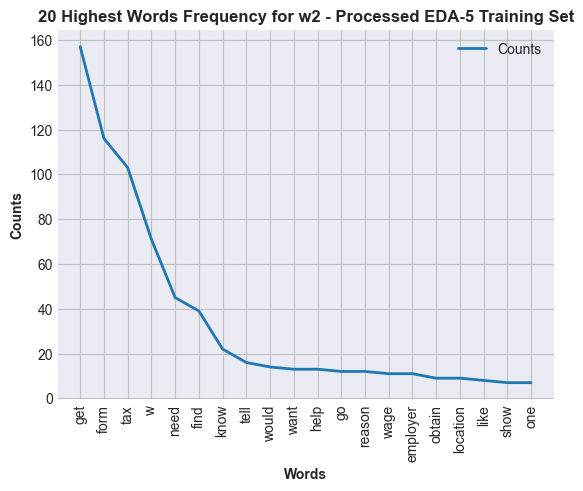 20 Highest Words Frequency for w2 - Processed EDA-5 Training Set
Counts
160
140
120
100
80
60
40
20
0
Counts
get
form
tax
w
need
find
know
tell
would
want
help
go
reason
wage
employer
obtain
location
like
show
one
Words